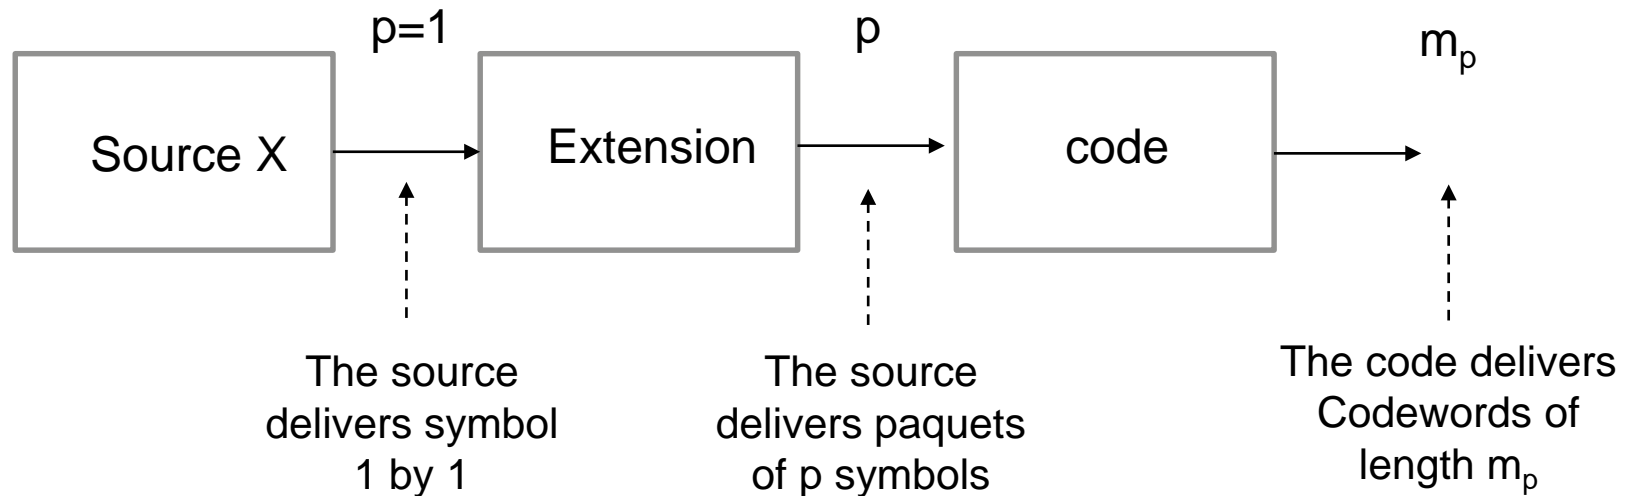 p=1
p
mₚ
Source X
Extension
code
The source
delivers symbol
1 by 1
The source
delivers paquets
of p symbols
The code delivers
Codewords of
length mₚ